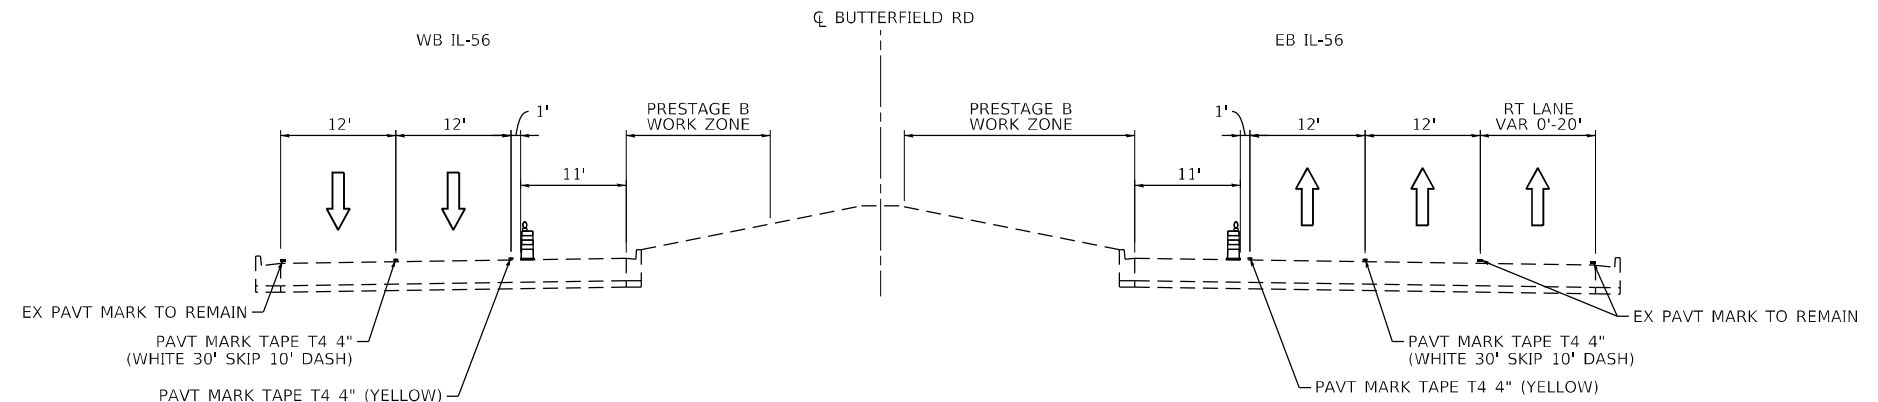 ℄ BUTTERFIELD RD
WB IL-56
EB IL-56
12'
12'
1'
PRESTAGE B
WORK ZONE
PRESTAGE B
WORK ZONE
1'
12'
12'
RT LANE
VAR 0'-20'
11'
11'
EX PAVT MARK TO REMAIN
PAVT MARK TAPE T4 4"
(WHITE 30' SKIP 10' DASH)
PAVT MARK TAPE T4 4" (YELLOW)
EX PAVT MARK TO REMAIN
PAVT MARK TAPE T4 4"
(WHITE 30' SKIP 10' DASH)
PAVT MARK TAPE T4 4" (YELLOW)